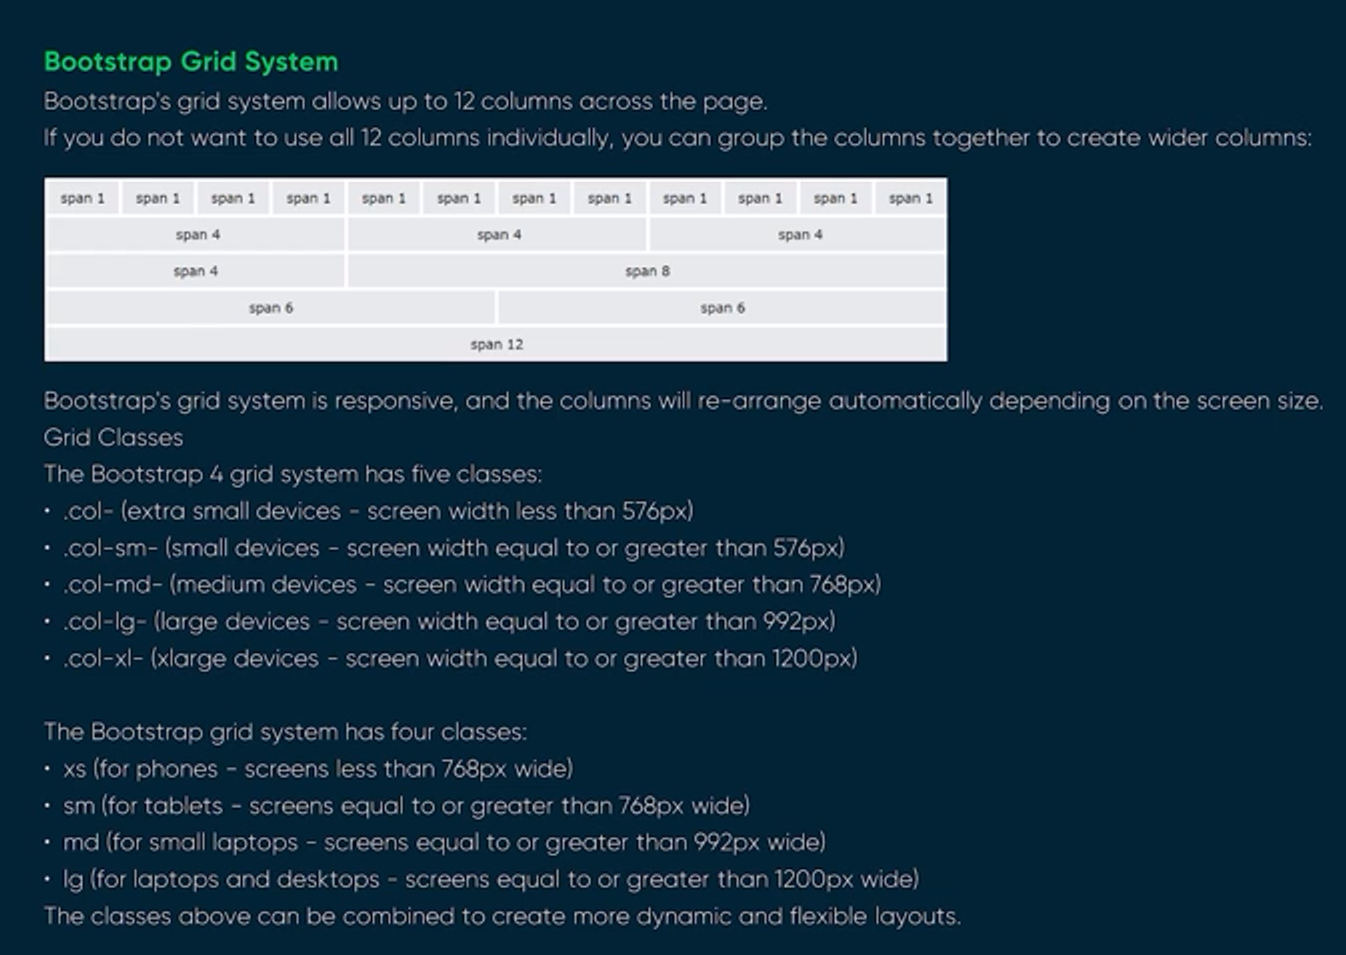 Bootstrap Grid System
Bootstrap's grid system allows up to 12 columns across the page.
If you do not want to use all 12 columns individually, you can group the columns together to create wider columns:
span 1 span 1 span 1 span 1 span 1 span 1 span 1 span 1 span 1 span 1 span 1 span 1
span 4 span 4 span 4
span 4 span 8
span 6 span 6
span 12
Bootstrap's grid system is responsive, and the columns will re-arrange automatically depending on the screen size.
Grid Classes
The Bootstrap 4 grid system has five classes:
• .col- (extra small devices - screen width less than 576px)
• .col-sm- (small devices - screen width equal to or greater than 576px)
• .col-md- (medium devices - screen width equal to or greater than 768px)
• .col-lg- (large devices - screen width equal to or greater than 992px)
• .col-xl- (xlarge devices - screen width equal to or greater than 1200px)
The Bootstrap grid system has four classes:
• xs (for phones - screens less than 768px wide)
• sm (for tablets - screens equal to or greater than 768px wide)
• md (for small laptops - screens equal to or greater than 992px wide)
• lg (for laptops and desktops - screens equal to or greater than 1200px wide)
The classes above can be combined to create more dynamic and flexible layouts.